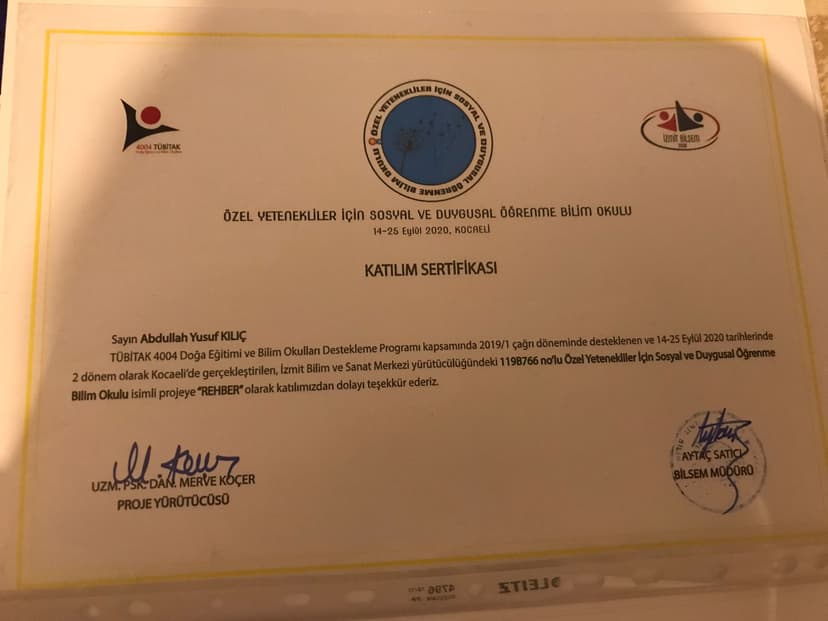 4004 TÜBİTAK
ÖZEL YETENEKLİLER İÇİN SOSYAL VE DUYGUSAL ÖĞRENME BİLİM OKULU
İZMİT BİLSEM
ÖZEL YETENEKLİLER İÇİN SOSYAL VE DUYGUSAL ÖĞRENME BİLİM OKULU
14-25 Eylül 2020, KOCAELİ
KATILIM SERTİFİKASI
Sayın Abdullah Yusuf KILIÇ
TÜBİTAK 4004 Doğa Eğitimi ve Bilim Okulları Destekleme Programı kapsamında 2019/1 çağrı döneminde desteklenen ve 14-25 Eylül 2020 tarihlerinde
2 dönem olarak Kocaeli'de gerçekleştirilen, İzmit Bilim ve Sanat Merkezi yürütücülüğündeki 119B766 no'lu Özel Yetenekliler İçin Sosyal ve Duygusal Öğrenme
Bilim Okulu isimli projeye "REHBER" olarak katılımızdan dolayı teşekkür ederiz.
UZM. PSK. DAN. MERVE KOÇER
PROJE YÜRÜTÜCÜSÜ
AYTAÇ SATICI
BİLSEM MÜDÜRÜ
4796
LEITZ